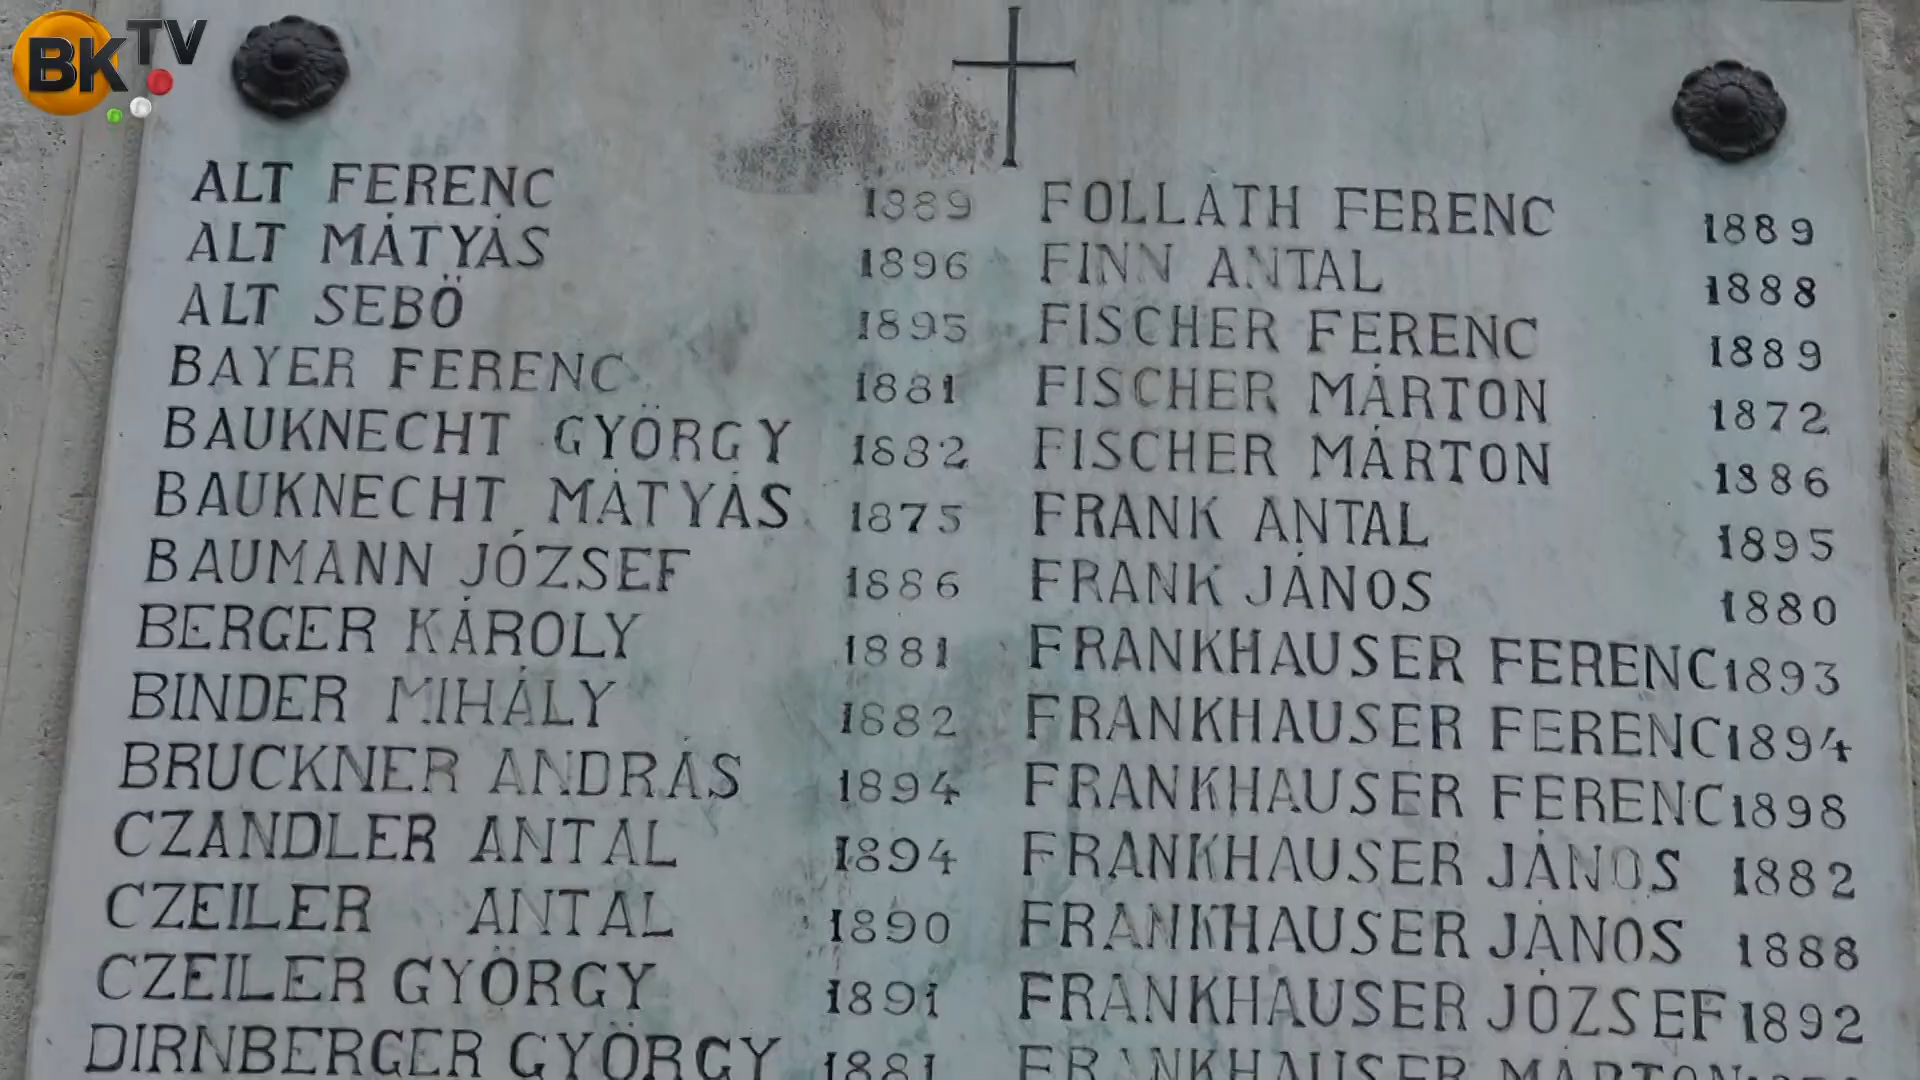 BKTV
ALT FERENC 1889
ALT MÁTYÁS 1896
ALT SEBŐ 1895
BAYER FERENC 1881
BAUKNECHT GYÖRGY 1882
BAUKNECHT MÁTYÁS 1875
BAUMANN JÓZSEF 1886
BERGER KÁROLY 1881
BINDER MIHÁLY 1882
BRUCKNER ANDRÁS 1894
CZANDLER ANTAL 1894
CZEILER ANTAL 1890
CZEILER GYÖRGY 1891
DIRNBERGER GYÖRGY 1881
FOLLATH FERENC 1889
FINN ANTAL 1888
FISCHER FERENC 1889
FISCHER MÁRTON 1872
FISCHER MÁRTON 1886
FRANK ANTAL 1895
FRANK JÁNOS 1880
FRANKHAUSER FERENC 1893
FRANKHAUSER FERENC 1894
FRANKHAUSER FERENC 1898
FRANKHAUSER JÁNOS 1882
FRANKHAUSER JÁNOS 1888
FRANKHAUSER JÓZSEF 1892
FRANKHAUSER MÁRTON